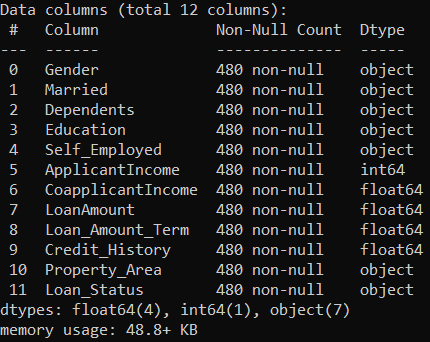 Data columns (total 12 columns):
 #   Column             Non-Null Count  Dtype
---  ------             --------------  -----
 0   Gender             480 non-null    object
 1   Married            480 non-null    object
 2   Dependents         480 non-null    object
 3   Education          480 non-null    object
 4   Self_Employed      480 non-null    object
 5   ApplicantIncome    480 non-null    int64
 6   CoapplicantIncome  480 non-null    float64
 7   LoanAmount         480 non-null    float64
 8   Loan_Amount_Term   480 non-null    float64
 9   Credit_History     480 non-null    float64
 10  Property_Area      480 non-null    object
 11  Loan_Status        480 non-null    object
dtypes: float64(4), int64(1), object(7)
memory usage: 48.8+ KB